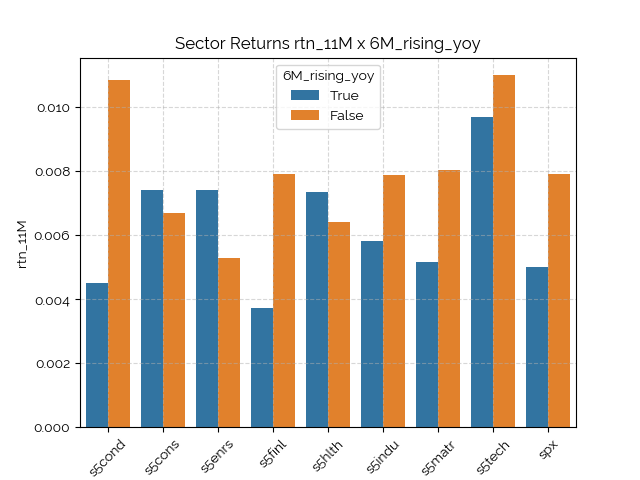 Sector Returns rtn_11M x 6M_rising_yoy
6M_rising_yoy
True
False
rtn_11M
0.010
0.008
0.006
0.004
0.002
0.000
s5cond
s5cons
s5enrs
s5finl
s5hlth
s5indu
s5matr
s5tech
spx